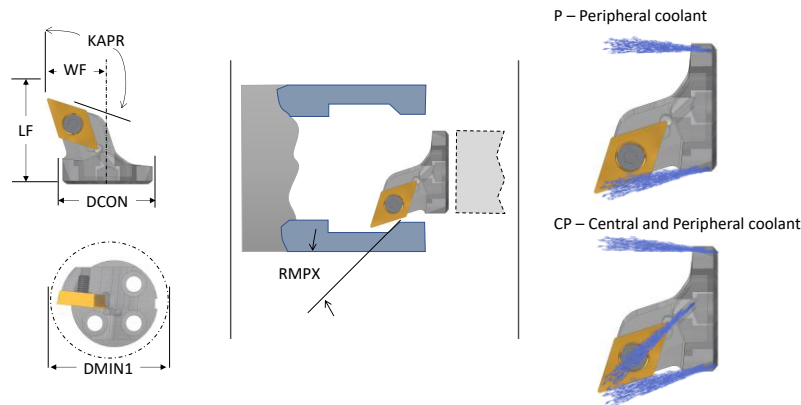 KAPR
WF
LF
DCON
DMIN1
RMPX
P – Peripheral coolant
CP – Central and Peripheral coolant